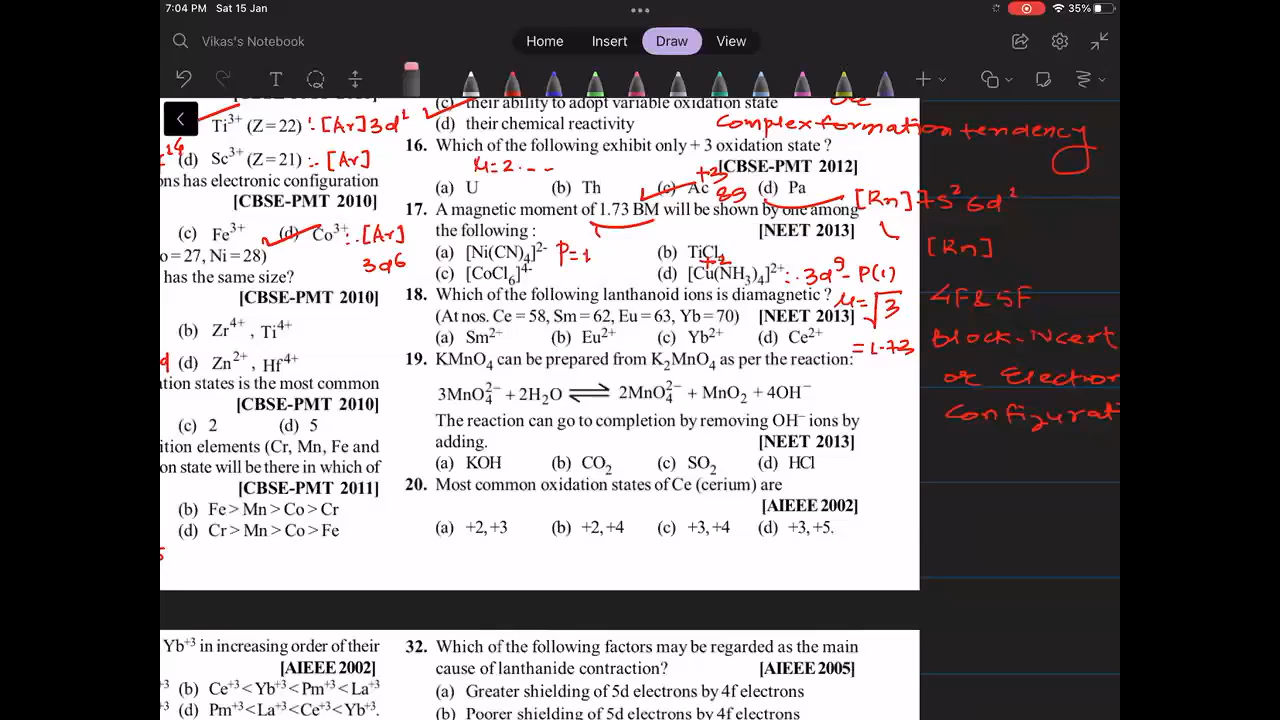 7:04 PM Sat 15 Jan
35%
Vikas's Notebook
Home Insert Draw View
Ti³⁺ (Z = 22) :- [Ar] 3d¹
(d) Sc³⁺ (Z = 21) :- [Ar]
ons has electronic configuration
[CBSE-PMT 2010]
(c) Fe³⁺ (d) Co³⁺ :- [Ar]
3d⁶
o = 27, Ni = 28)
has the same size?
[CBSE-PMT 2010]
(b) Zr⁴⁺, Ti⁴⁺
(d) Zn²⁺, Hf⁴⁺
ation states is the most common
[CBSE-PMT 2010]
(c) 2 (d) 5
ition elements (Cr, Mn, Fe and
on state will be there in which of
[CBSE-PMT 2011]
(b) Fe > Mn > Co > Cr
(d) Cr > Mn > Co > Fe
Yb⁺³ in increasing order of their
[AIEEE 2002]
(b) Ce⁺³ < Yb⁺³ < Pm⁺³ < La⁺³
(d) Pm⁺³ < La⁺³ < Ce⁺³ < Yb⁺³.
(c) their ability to adopt variable oxidation state
(d) their chemical reactivity
16. Which of the following exhibit only + 3 oxidation state ?
μ=2.---
[CBSE-PMT 2012]
+3
(a) U (b) Th (c) Ac (d) Pa
89
17. A magnetic moment of 1.73 BM will be shown by one among
the following : [NEET 2013]
(a) [Ni(CN)₄]²⁻ P=1 (b) TiCl₄
+2
(c) [CoCl₆]⁴⁻ (d) [Cu(NH₃)₄]²⁺ :- 3d⁹ - P(1)
18. Which of the following lanthanoid ions is diamagnetic ? μ=√3
(At nos. Ce = 58, Sm = 62, Eu = 63, Yb = 70) [NEET 2013]
(a) Sm²⁺ (b) Eu²⁺ (c) Yb²⁺ (d) Ce²⁺ = 1.73
19. KMnO₄ can be prepared from K₂MnO₄ as per the reaction:
3MnO₄²⁻ + 2H₂O ⇌ 2MnO₄²⁻ + MnO₂ + 4OH⁻
The reaction can go to completion by removing OH⁻ ions by
adding. [NEET 2013]
(a) KOH (b) CO₂ (c) SO₂ (d) HCl
20. Most common oxidation states of Ce (cerium) are
[AIEEE 2002]
(a) +2, +3 (b) +2, +4 (c) +3, +4 (d) +3, +5.
32. Which of the following factors may be regarded as the main
cause of lanthanide contraction? [AIEEE 2005]
(a) Greater shielding of 5d electrons by 4f electrons
(b) Poorer shielding of 5d electrons by 4f electrons
Complex formation tendency
[Rn] 7s² 6d¹
[Rn]
4F & 5F
Block. Ncert
or Electron
Configurati